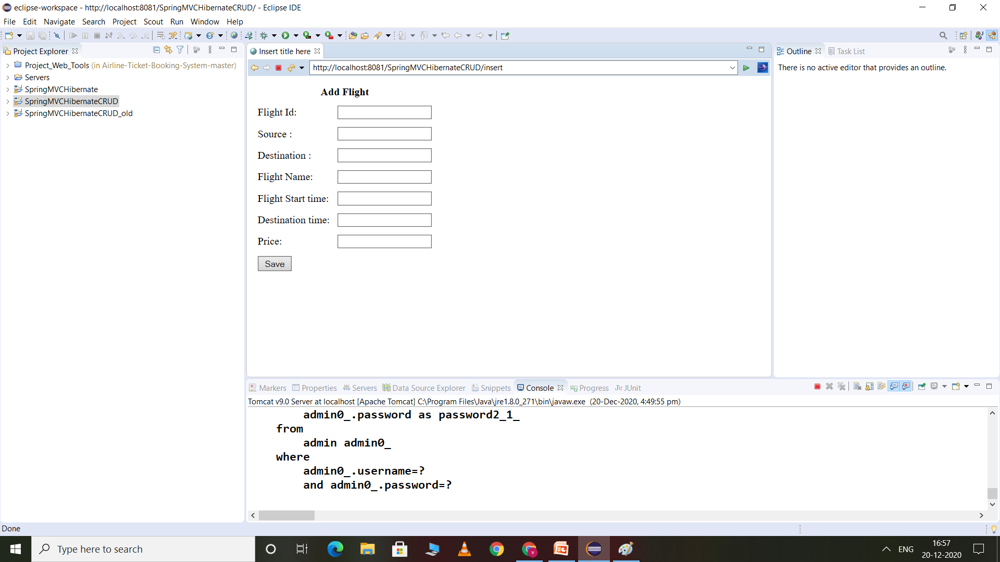 eclipse-workspace - http://localhost:8081/SpringMVCHibernateCRUD/ - Eclipse IDE
File Edit Navigate Search Project Scout Run Window Help
Project Explorer
Project_Web_Tools (in Airline-Ticket-Booking-System-master)
Servers
SpringMVCHibernate
SpringMVCHibernateCRUD
SpringMVCHibernateCRUD_old
Insert title here
http://localhost:8081/SpringMVCHibernateCRUD/insert
Add Flight
Flight Id:
Source :
Destination :
Flight Name:
Flight Start time:
Destination time:
Price:
Save
Outline Task List
There is no active editor that provides an outline.
Markers Properties Servers Data Source Explorer Snippets Console Progress JUnit
Tomcat v9.0 Server at localhost [Apache Tomcat] C:\Program Files\Java\jre1.8.0_271\bin\javaw.exe (20-Dec-2020, 4:49:55 pm)
admin0_.password as password2_1_
from
admin admin0_
where
admin0_.username=?
and admin0_.password=?
Done
Type here to search
ENG
16:57
20-12-2020